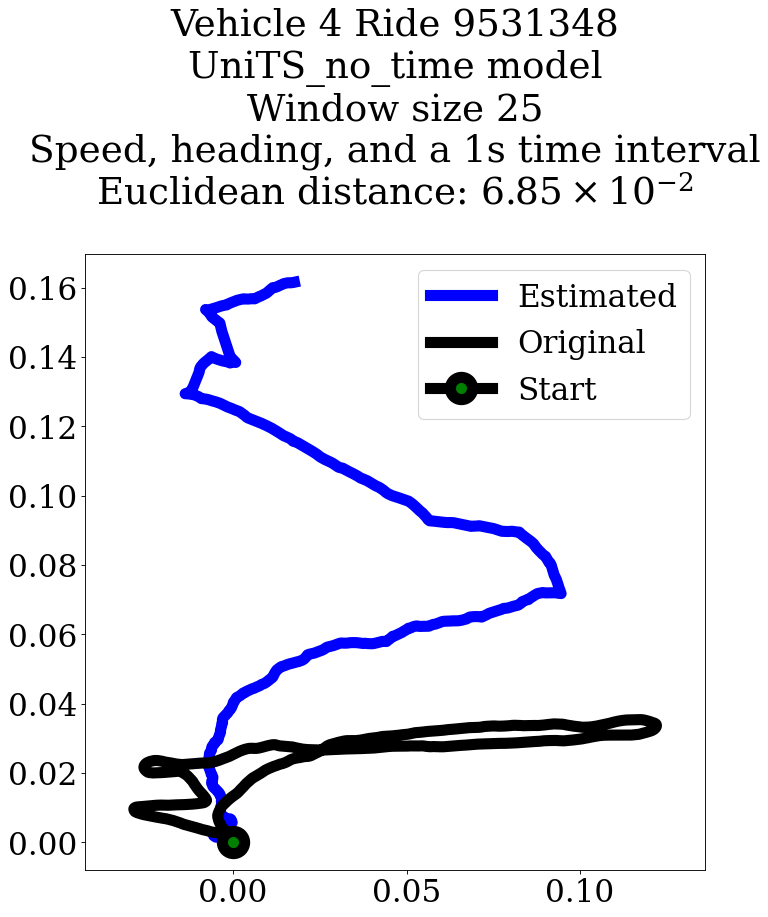 Vehicle 4 Ride 9531348
UniTS_no_time model
Window size 25
Speed, heading, and a 1s time interval
Euclidean distance: 6.85 × 10⁻²
Estimated
Original
Start
0.16
0.14
0.12
0.10
0.08
0.06
0.04
0.02
0.00
0.00 0.05 0.10